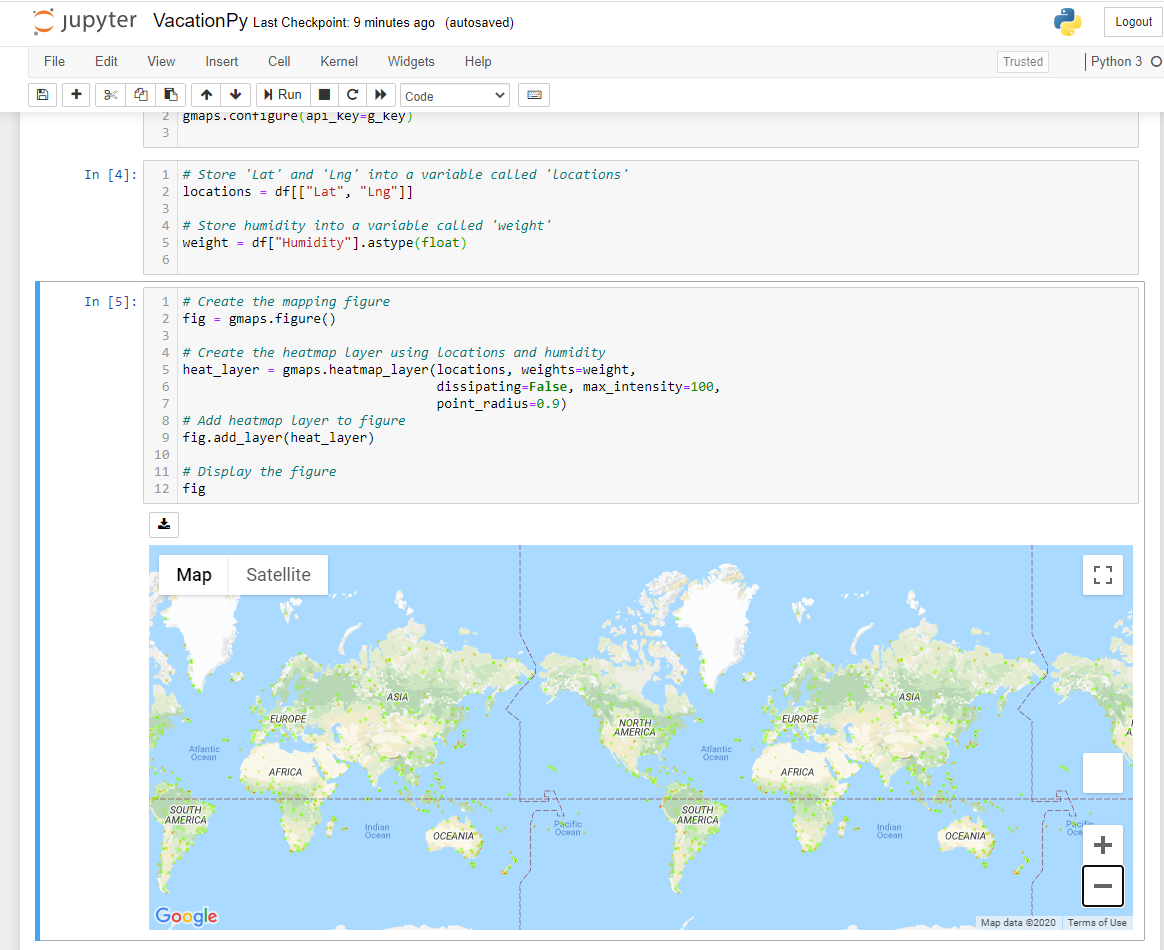 jupyter VacationPy Last Checkpoint: 9 minutes ago (autosaved) Logout
File Edit View Insert Cell Kernel Widgets Help Trusted Python 3
Run Code
2 gmaps.configure(api_key=g_key)
3
In [4]: 1 # Store 'Lat' and 'Lng' into a variable called 'locations'
2 locations = df[["Lat", "Lng"]]
3
4 # Store humidity into a variable called 'weight'
5 weight = df["Humidity"].astype(float)
6
In [5]: 1 # Create the mapping figure
2 fig = gmaps.figure()
3
4 # Create the heatmap layer using locations and humidity
5 heat_layer = gmaps.heatmap_layer(locations, weights=weight,
6 dissipating=False, max_intensity=100,
7 point_radius=0.9)
8 # Add heatmap layer to figure
9 fig.add_layer(heat_layer)
10
11 # Display the figure
12 fig
Map Satellite
ASIA ASIA
EUROPE NORTH AMERICA EUROPE
Atlantic Ocean Atlantic Ocean
AFRICA AFRICA
SOUTH AMERICA SOUTH AMERICA
Indian Ocean OCEANIA Pacific Ocean Indian Ocean OCEANIA
Google Map data ©2020 Terms of Use